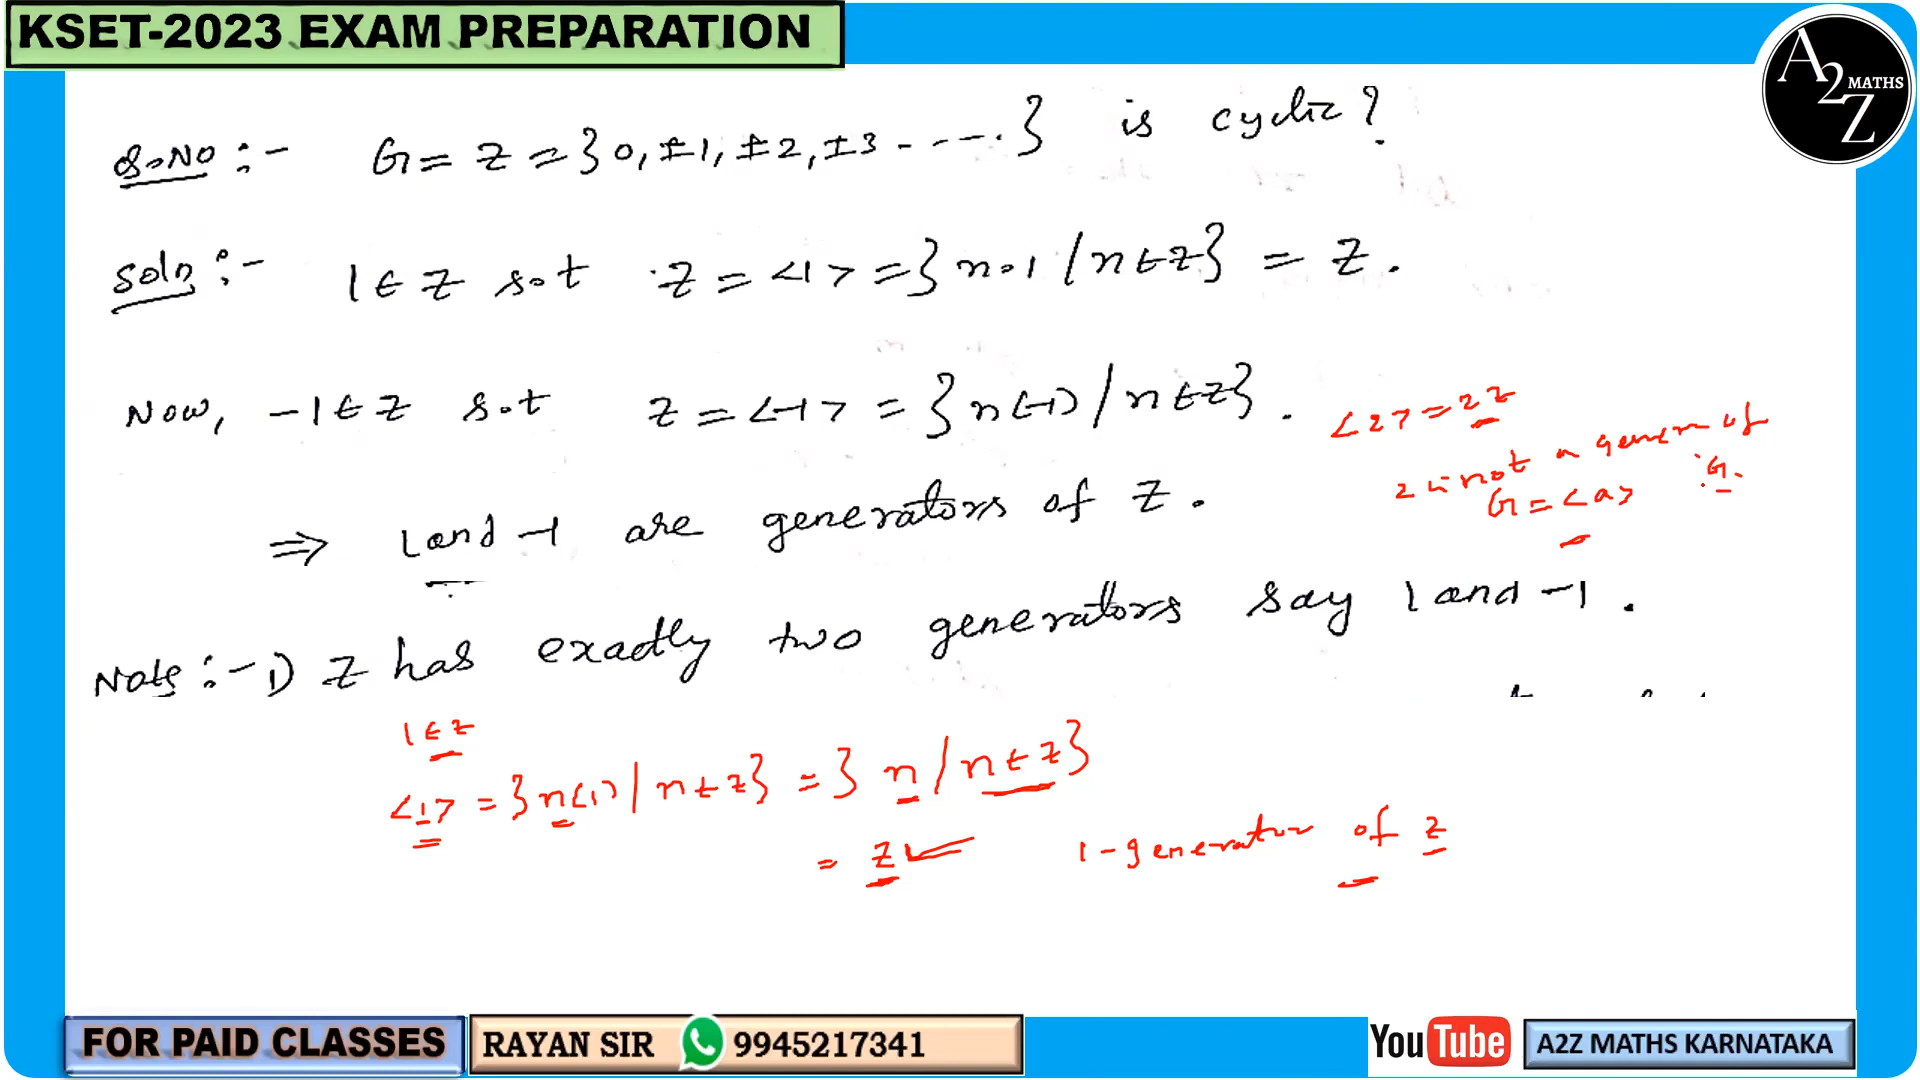 KSET-2023 EXAM PREPARATION
A2Z MATHS
S.NO :- G = Z = {0, ±1, ±2, ±3 - - - - · } is cyclic?
Soln :- 1 ∈ Z s.t Z = <1> = {n·1 / n ∈ Z} = Z.
Now, -1 ∈ Z s.t Z = <-1> = {n(-1) / n ∈ Z}.
<2> = 2Z
2 is not a gener of G.
G = <a>
⇒ 1 and -1 are generators of Z.
Note :- 1) Z has exactly two generators say 1 and -1.
1 ∈ Z
<1> = {n(1) | n ∈ Z} = {n / n ∈ Z}
= Z ✓ 1-generator of Z
FOR PAID CLASSES RAYAN SIR 9945217341 YouTube A2Z MATHS KARNATAKA